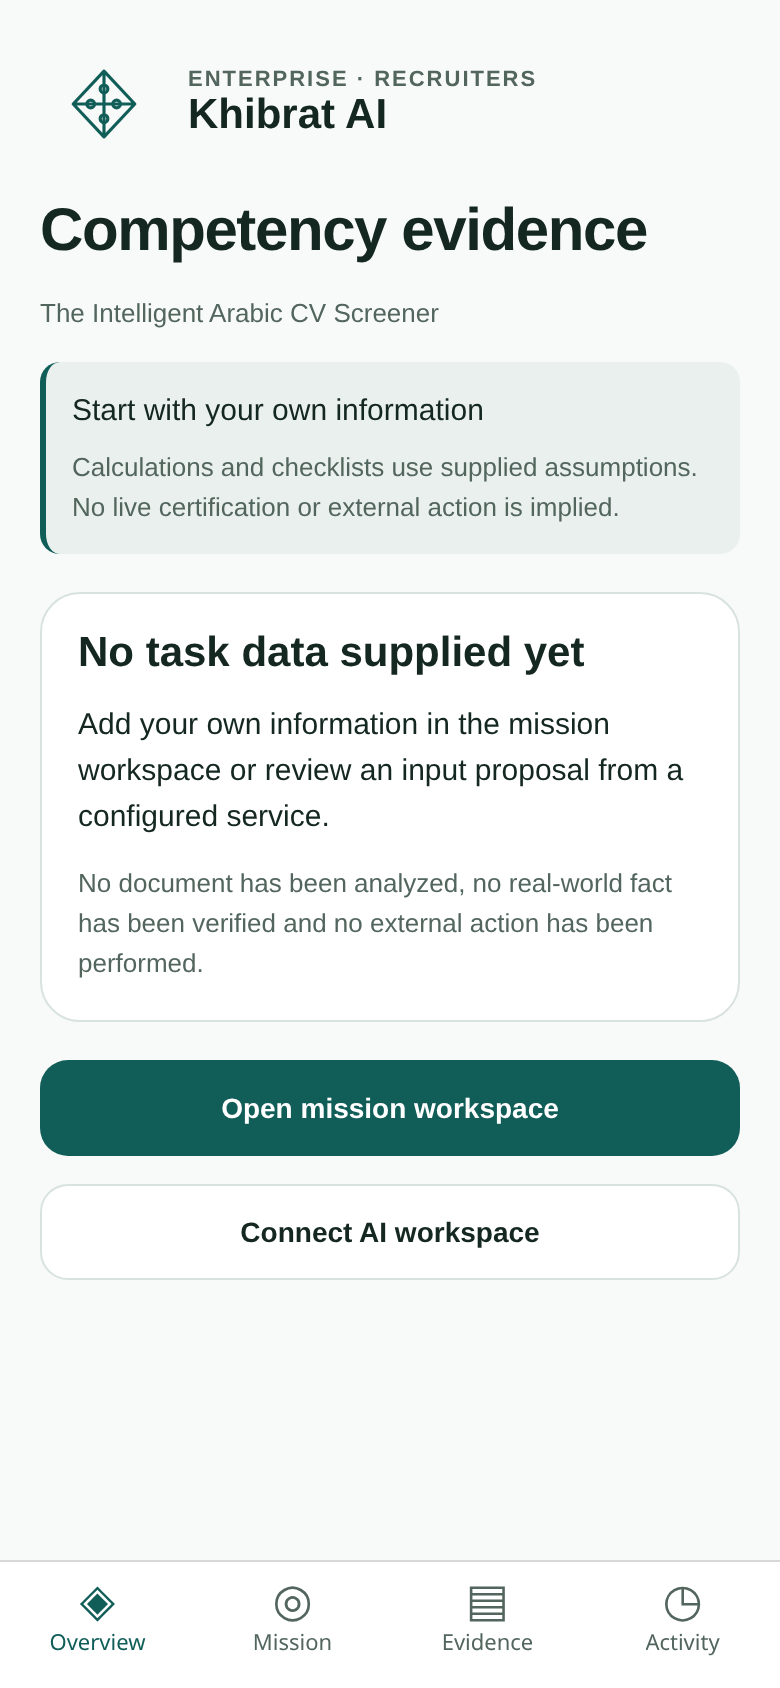 ENTERPRISE · RECRUITERS
Khibrat AI
Competency evidence
The Intelligent Arabic CV Screener
Start with your own information
Calculations and checklists use supplied assumptions.
No live certification or external action is implied.
No task data supplied yet
Add your own information in the mission
workspace or review an input proposal from a
configured service.
No document has been analyzed, no real-world fact
has been verified and no external action has been
performed.
Open mission workspace
Connect AI workspace
Overview
Mission
Evidence
Activity